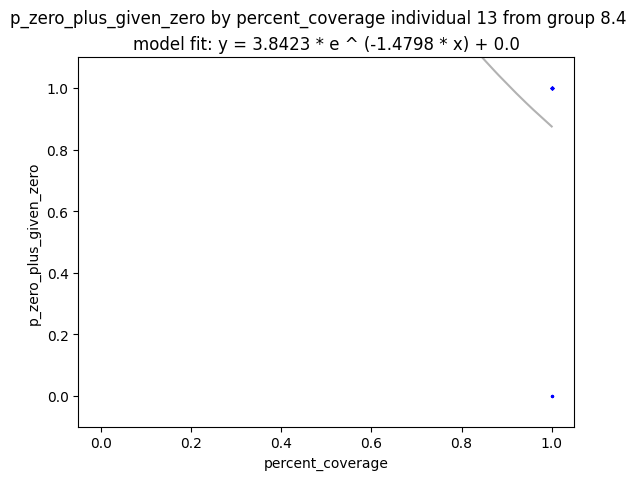 p_zero_plus_given_zero by percent_coverage individual 13 from group 8.4
model fit: y = 3.8423 * e ^ (-1.4798 * x) + 0.0
1.0
0.8
0.6
0.4
0.2
0.0
p_zero_plus_given_zero
0.0 0.2 0.4 0.6 0.8 1.0
percent_coverage